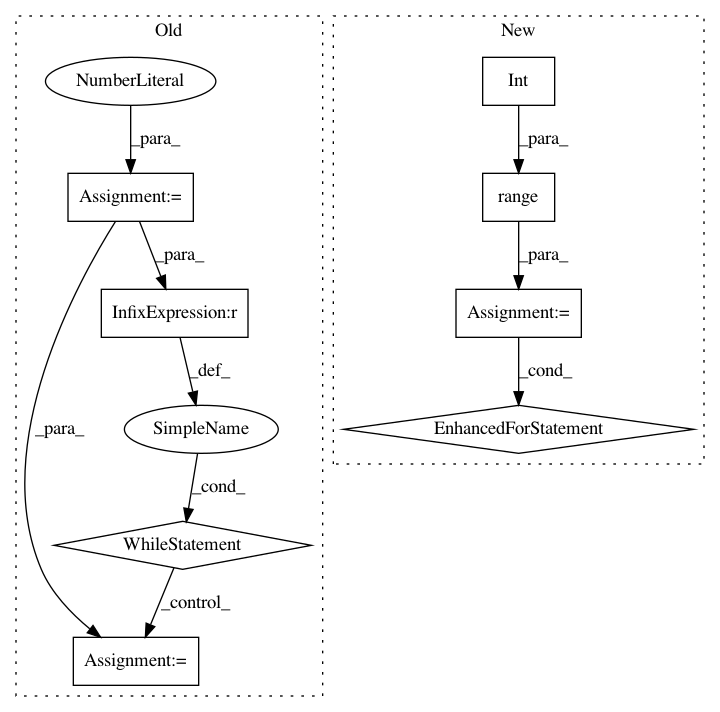 Old
NumberLiteral
_para_
Assignment:=
_para_
InfixExpression:r
_def_
_para_
SimpleName
_cond_
WhileStatement
_control_
Assignment:=
New
Int
_para_
range
_para_
Assignment:=
_cond_
EnhancedForStatement